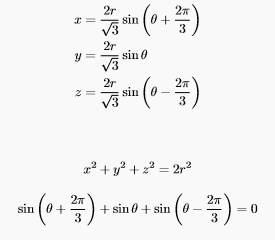 x = \frac{2r}{\sqrt{3}} \sin\left(\theta + \frac{2\pi}{3}\right)
y = \frac{2r}{\sqrt{3}} \sin\theta
z = \frac{2r}{\sqrt{3}} \sin\left(\theta - \frac{2\pi}{3}\right)
x^2 + y^2 + z^2 = 2r^2
\sin\left(\theta + \frac{2\pi}{3}\right) + \sin\theta + \sin\left(\theta - \frac{2\pi}{3}\right) = 0